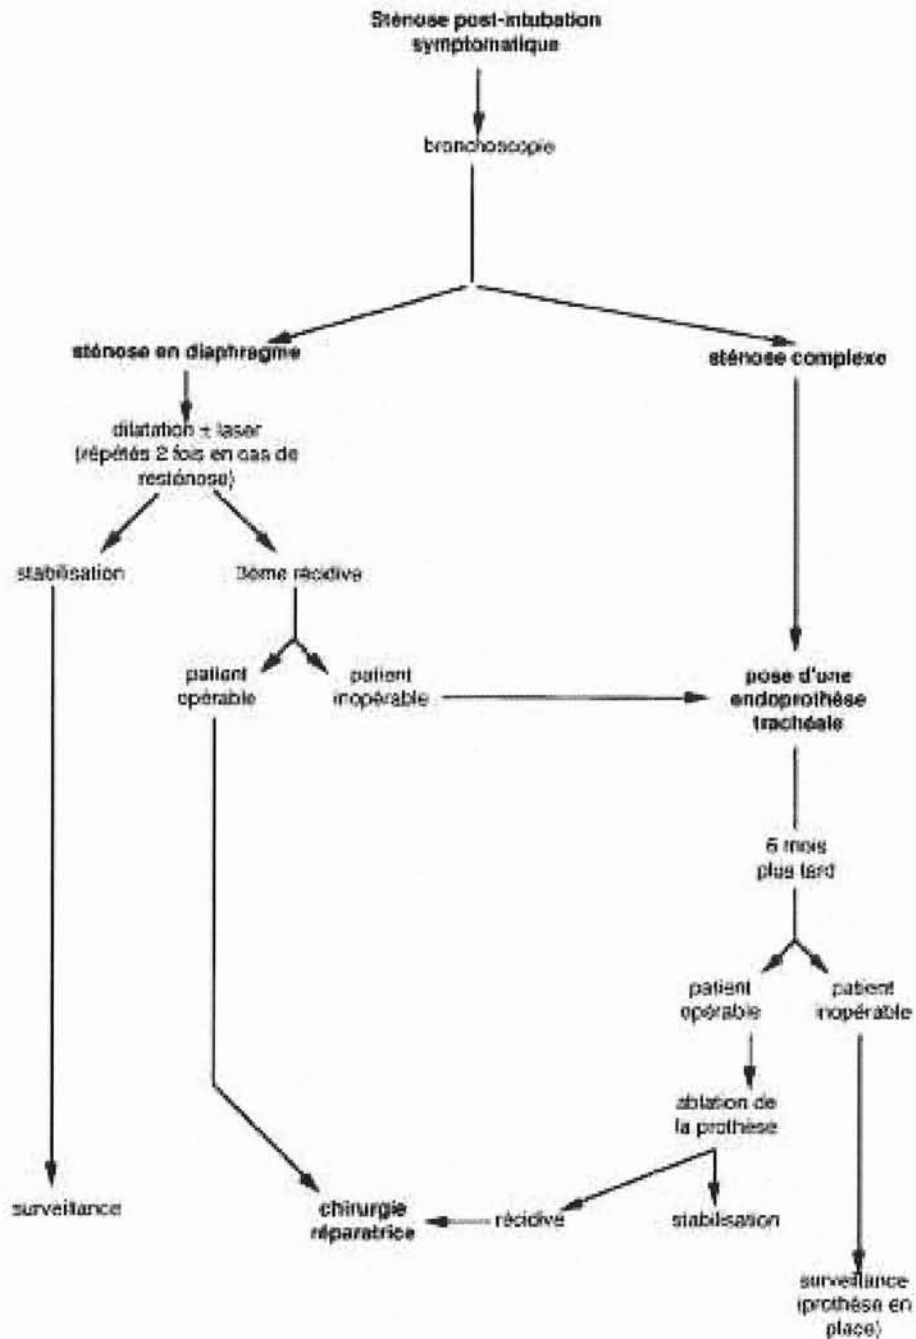 Sténose post-intubation
symptomatique
bronchoscopie
sténose en diaphragme
sténose complexe
dilatation ± laser
(répétés 2 fois en cas de
resténose)
stabilisation
3ème récidive
patient
opérable
patient
inopérable
pose d'une
endoprothèse
trachéale
6 mois
plus tard
patient
opérable
patient
inopérable
ablation de
la prothèse
surveillance
chirurgie
réparatrice
récidive
stabilisation
surveillance
(prothèse en
place)